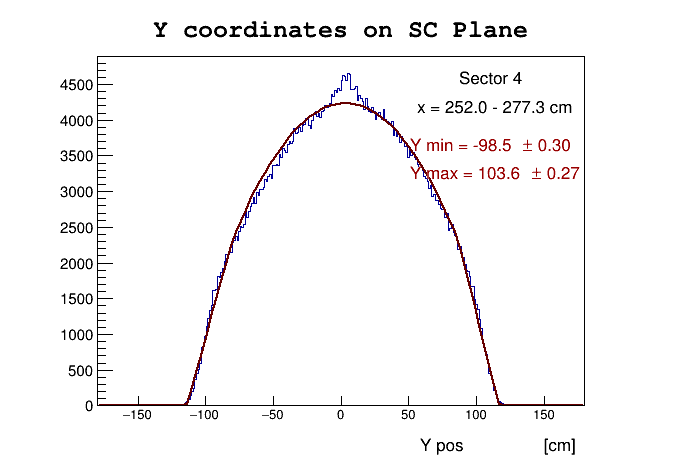 Y coordinates on SC Plane
Sector 4
x = 252.0 - 277.3 cm
Y min = -98.5 ± 0.30
Y max = 103.6 ± 0.27
4500
4000
3500
3000
2500
2000
1500
1000
500
0
−150 −100 −50 0 50 100 150
Y pos [cm]